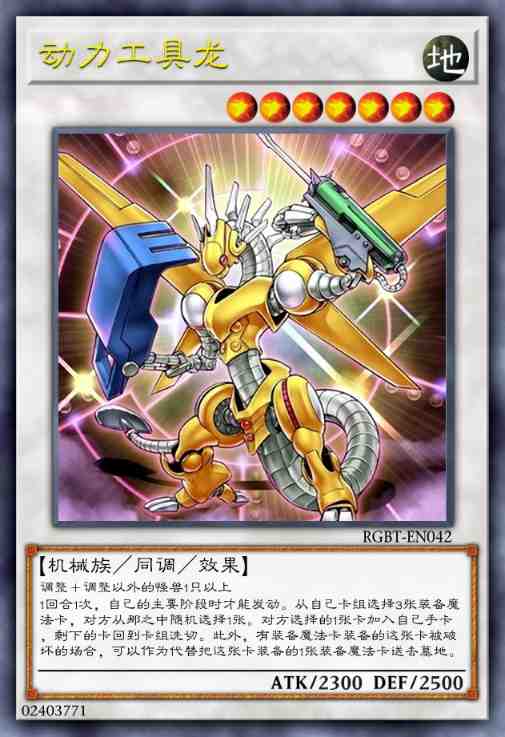 动力工具龙
地
RGBT-EN042
【机械族／同调／效果】
调整＋调整以外的怪兽1只以上
1回合1次，自己的主要阶段时才能发动。从自己卡组选择3张装备魔
法卡，对方从那之中随机选择1张。对方选择的1张卡加入自己手卡
，剩下的卡回到卡组洗切。此外，有装备魔法卡装备的这张卡被破
坏的场合，可以作为代替把这张卡装备的1张装备魔法卡送去墓地。
ATK/2300 DEF/2500
02403771